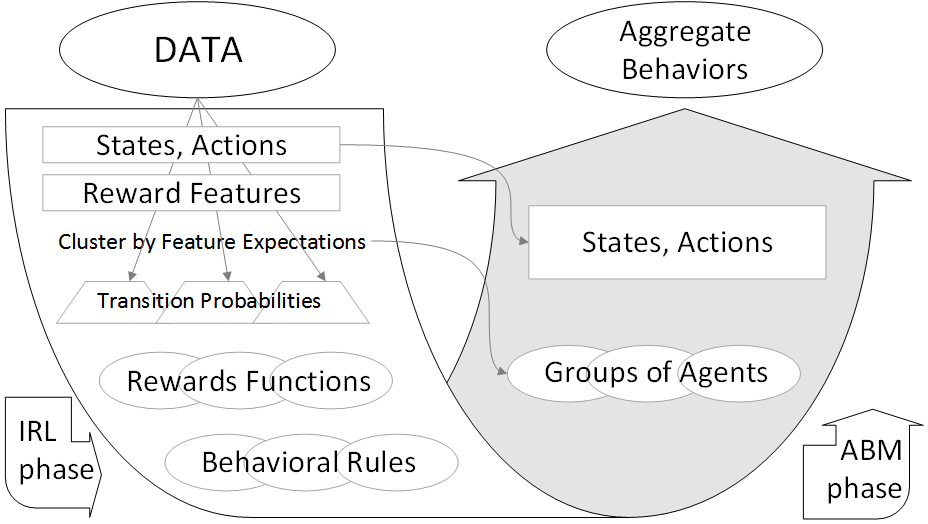 DATA
Aggregate
Behaviors
States, Actions
Reward Features
Cluster by Feature Expectations
States, Actions
Transition Probabilities
Rewards Functions
Groups of Agents
IRL
phase
Behavioral Rules
ABM
phase